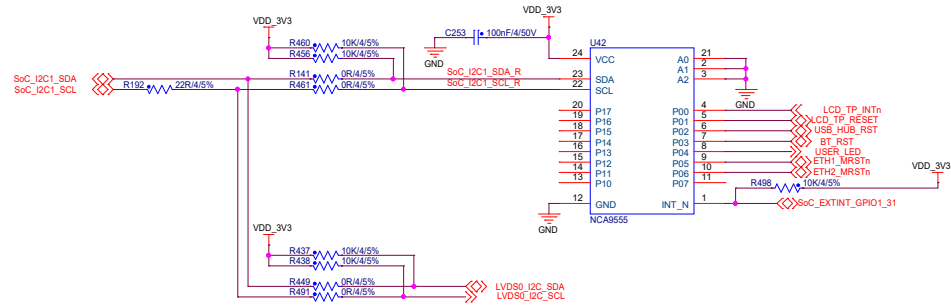 VDD_3V3
R460 10K/4/5%
R456 10K/4/5%
SoC_I2C1_SDA R141 0R/4/5% SoC_I2C1_SDA_R
SoC_I2C1_SCL R192 22R/4/5% R461 0R/4/5% SoC_I2C1_SCL_R
VDD_3V3
C253 100nF/4/50V
GND
U42
24 VCC A0 21
A1 2
23 SDA A2 3
22 SCL
GND
20 P17 P00 4 LCD_TP_INTn
19 P16 P01 5 LCD_TP_RESET
18 P15 P02 6 USB_HUB_RST
17 P14 P03 7 BT_RST
16 P13 P04 8 USER_LED
15 P12 P05 9 ETH1_MRSTn
14 P11 P06 10 ETH2_MRSTn
13 P10 P07 11
VDD_3V3
R498 10K/4/5%
12 GND INT_N 1 SoC_EXTINT_GPIO1_31
GND
NCA9555
VDD_3V3
R437 10K/4/5%
R438 10K/4/5%
R449 0R/4/5% LVDS0_I2C_SDA
R491 0R/4/5% LVDS0_I2C_SCL